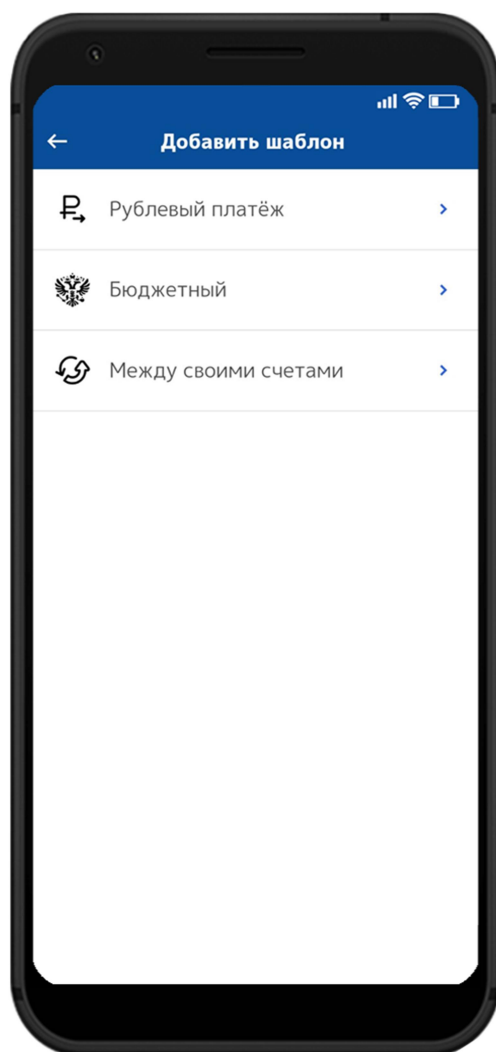 Добавить шаблон
Рублевый платёж
Бюджетный
Между своими счетами